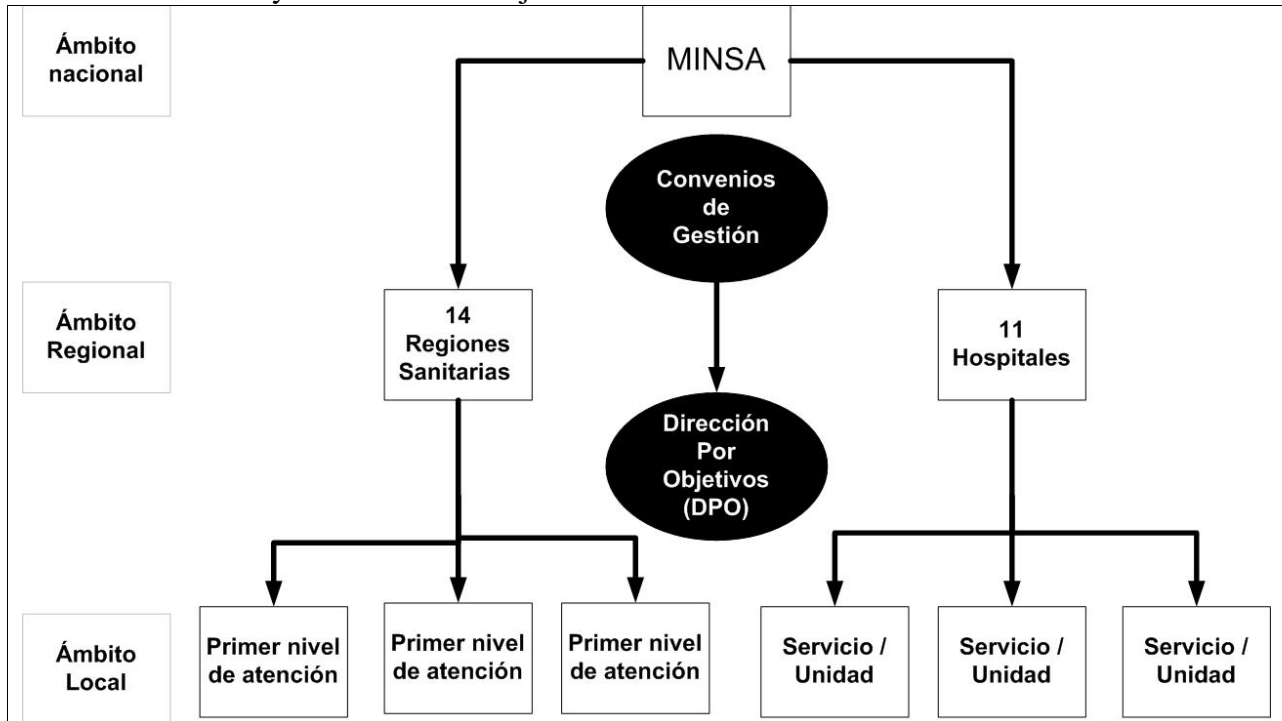 Ámbito
nacional
MINSA
Convenios
de
Gestión
Ámbito
Regional
14
Regiones
Sanitarias
11
Hospitales
Dirección
Por
Objetivos
(DPO)
Ámbito
Local
Primer nivel
de atención
Primer nivel
de atención
Primer nivel
de atención
Servicio /
Unidad
Servicio /
Unidad
Servicio /
Unidad